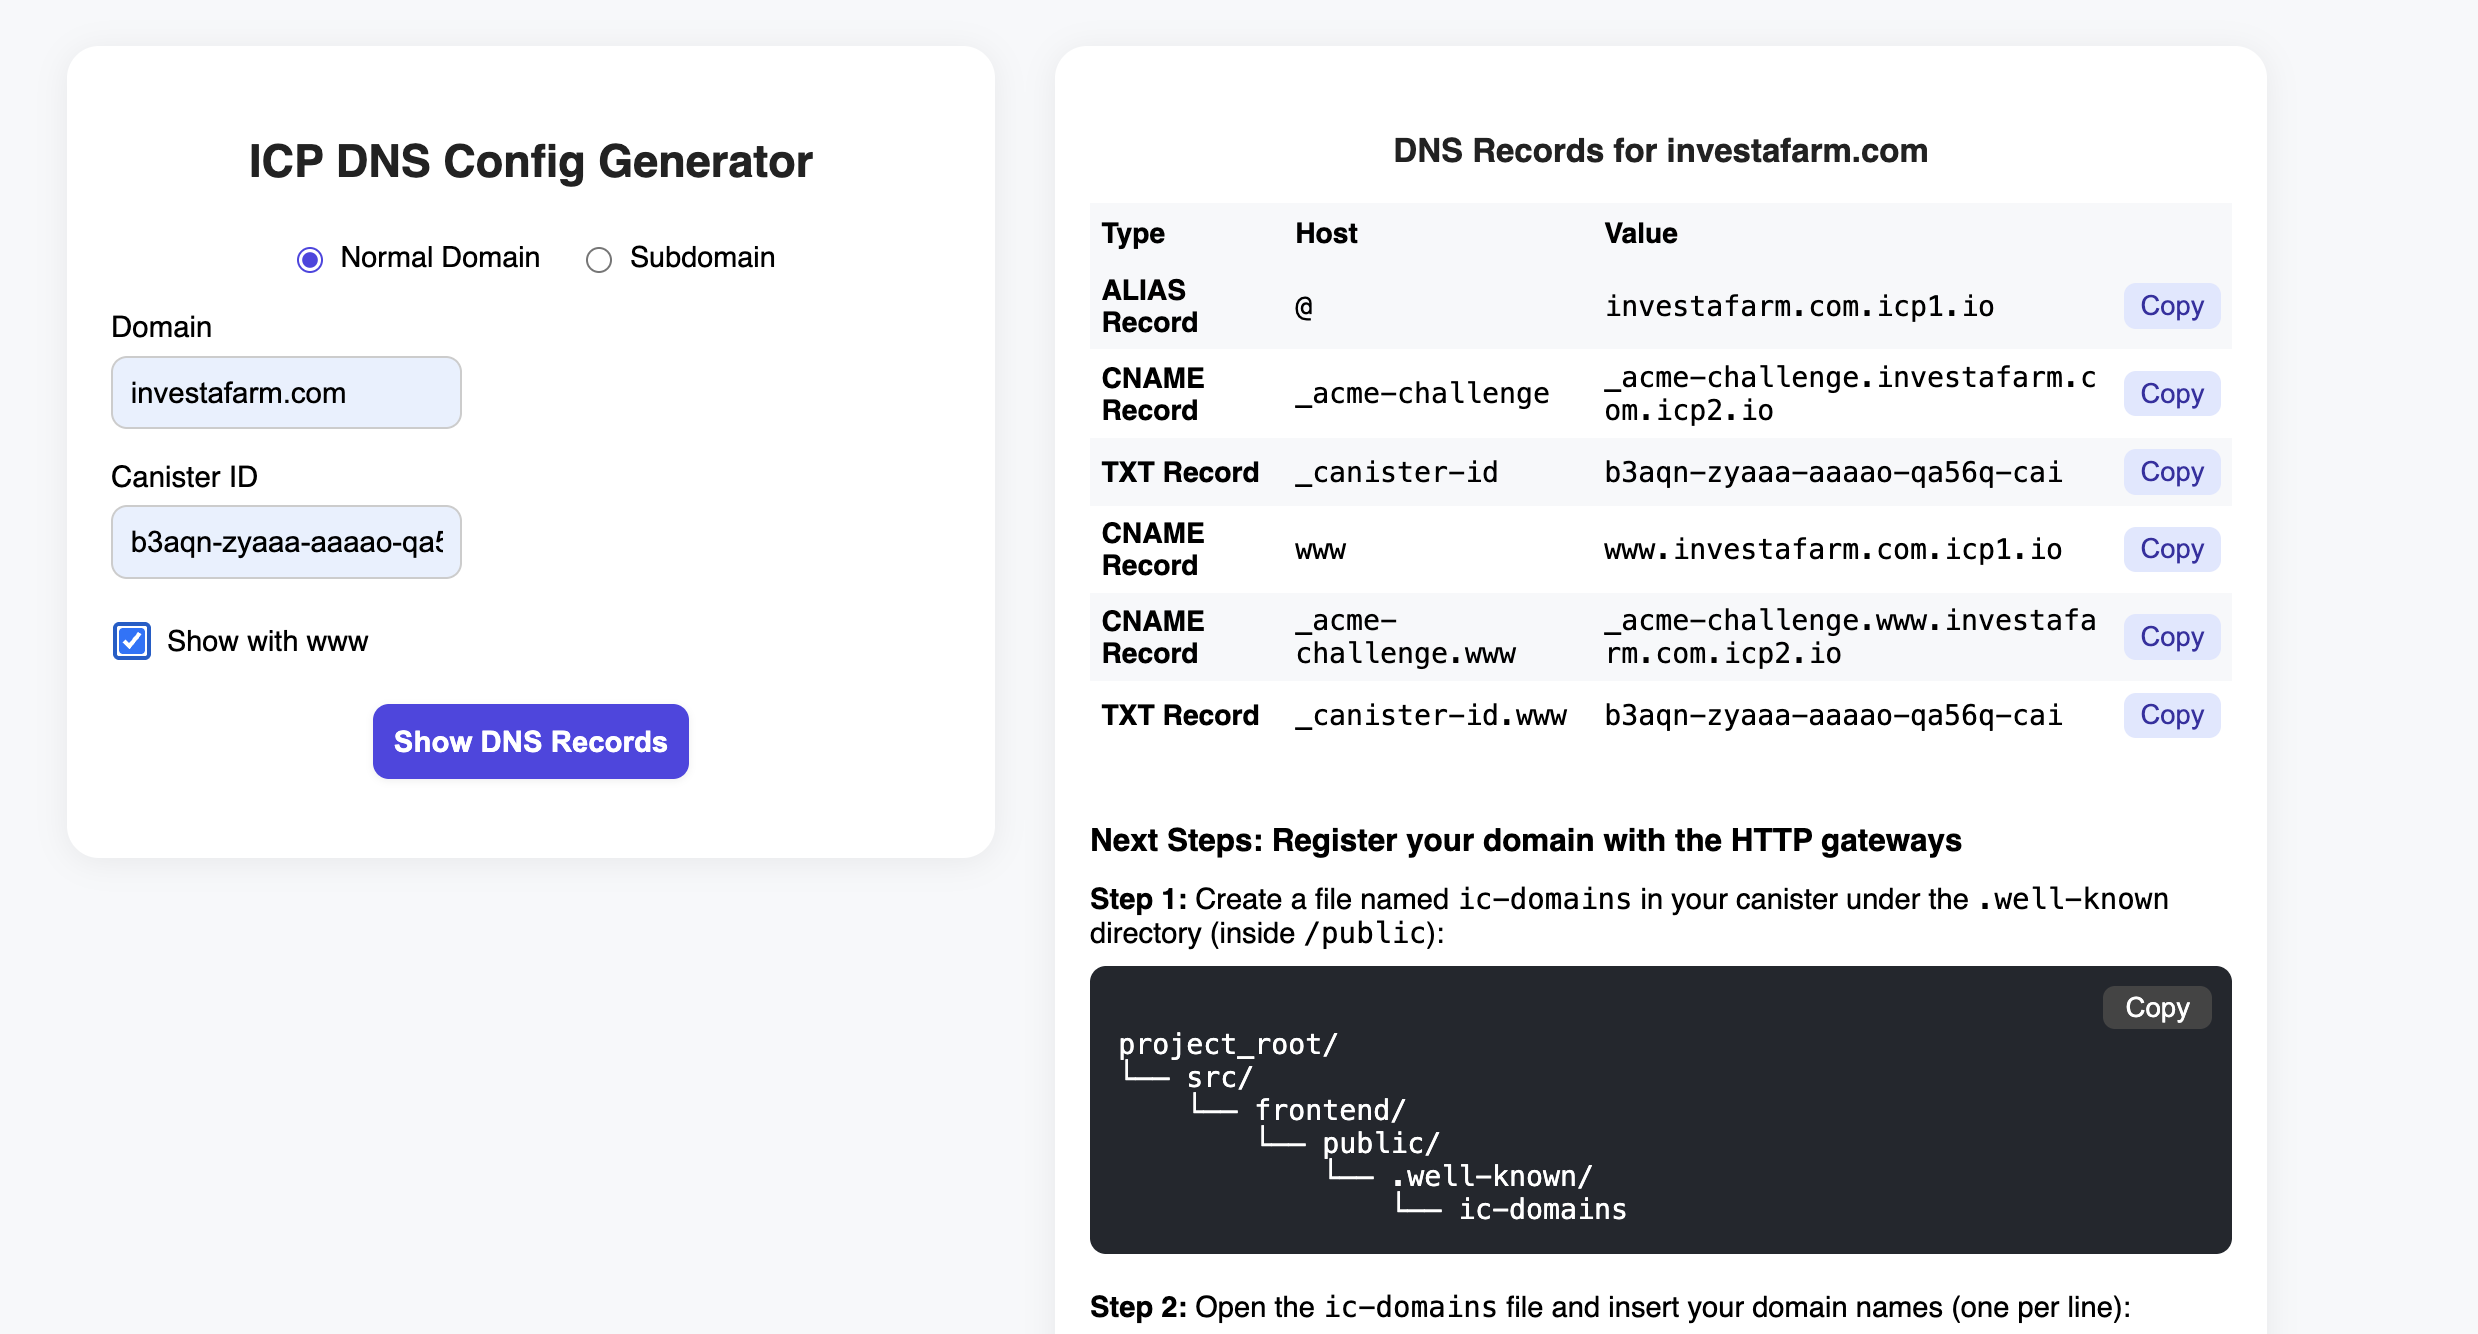 ICP DNS Config Generator
Normal Domain Subdomain
Domain
investafarm.com
Canister ID
b3aqn-zyaaa-aaaao-qa5
Show with www
Show DNS Records
DNS Records for investafarm.com
Type Host Value
ALIAS Record @ investafarm.com.icp1.io Copy
CNAME Record _acme-challenge _acme-challenge.investafarm.com.icp2.io Copy
TXT Record _canister-id b3aqn-zyaaa-aaaao-qa56q-cai Copy
CNAME Record www www.investafarm.com.icp1.io Copy
CNAME Record _acme-challenge.www _acme-challenge.www.investafarm.com.icp2.io Copy
TXT Record _canister-id.www b3aqn-zyaaa-aaaao-qa56q-cai Copy
Next Steps: Register your domain with the HTTP gateways
Step 1: Create a file named ic-domains in your canister under the .well-known
directory (inside /public):
Copy
project_root/
└── src/
    └── frontend/
        └── public/
            └── .well-known/
                └── ic-domains
Step 2: Open the ic-domains file and insert your domain names (one per line):